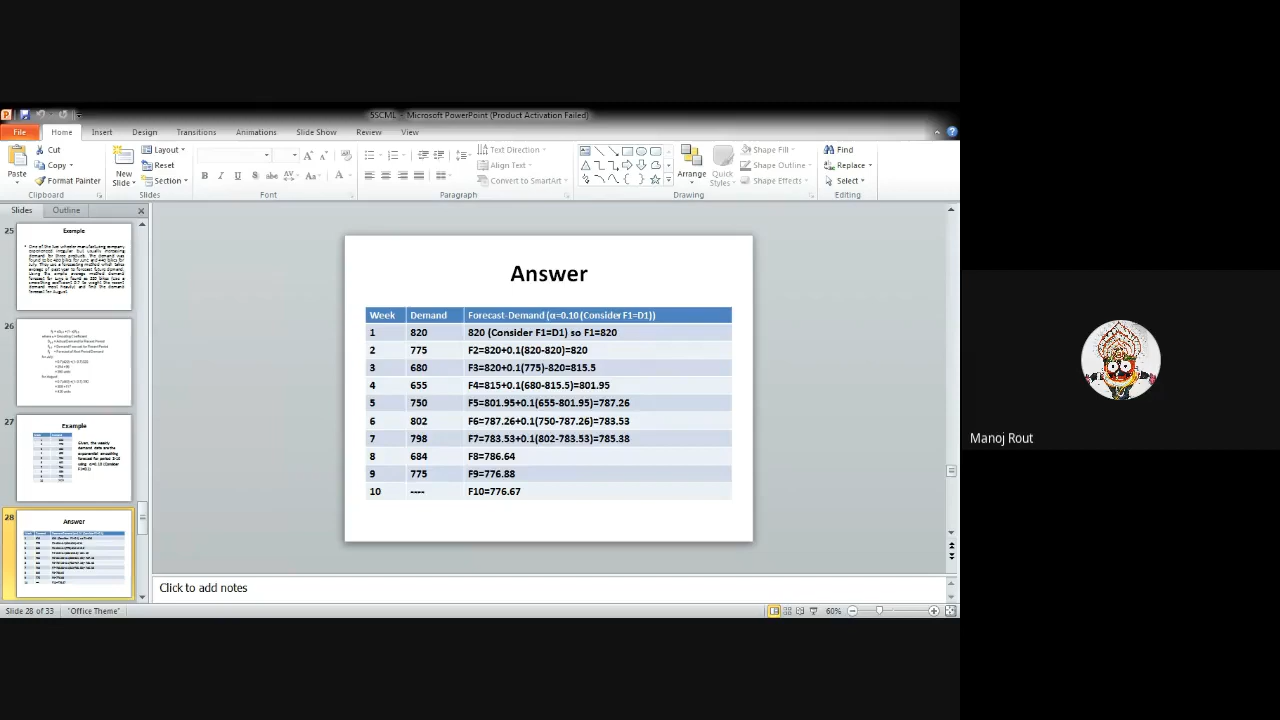 5SCML - Microsoft PowerPoint (Product Activation Failed)
File Home Insert Design Transitions Animations Slide Show Review View
Paste
Cut
Copy
Format Painter
Clipboard
New Slide
Layout
Reset
Section
Slides
B I U S abc AV Aa A
Font
Text Direction
Align Text
Convert to SmartArt
Paragraph
Arrange
Quick Styles
Shape Fill
Shape Outline
Shape Effects
Drawing
Find
Replace
Select
Editing
Slides Outline
25
Example
26
27
Example
28
Answer
Answer
Week Demand Forecast-Demand (α=0.10 (Consider F1=D1))
1 820 820 (Consider F1=D1) so F1=820
2 775 F2=820+0.1(820-820)=820
3 680 F3=820+0.1(775)-820=815.5
4 655 F4=815+0.1(680-815.5)=801.95
5 750 F5=801.95+0.1(655-801.95)=787.26
6 802 F6=787.26+0.1(750-787.26)=783.53
7 798 F7=783.53+0.1(802-783.53)=785.38
8 684 F8=786.64
9 775 F9=776.88
10 ---- F10=776.67
Click to add notes
Slide 28 of 33 "Office Theme" 60%
Manoj Rout